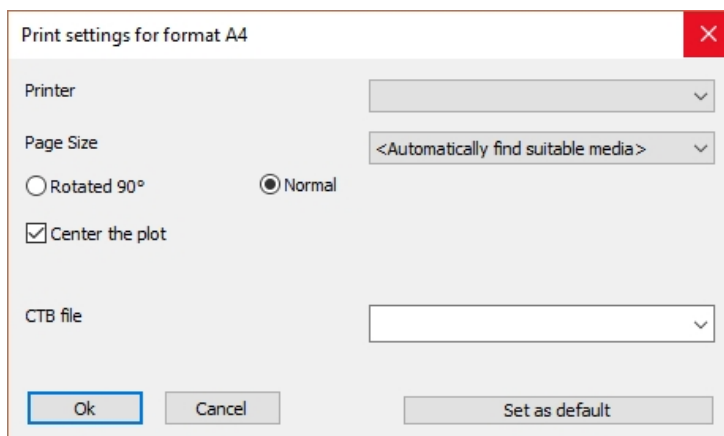 Print settings for format A4
Printer
Page Size
<Automatically find suitable media>
Rotated 90°
Normal
Center the plot
CTB file
Ok
Cancel
Set as default